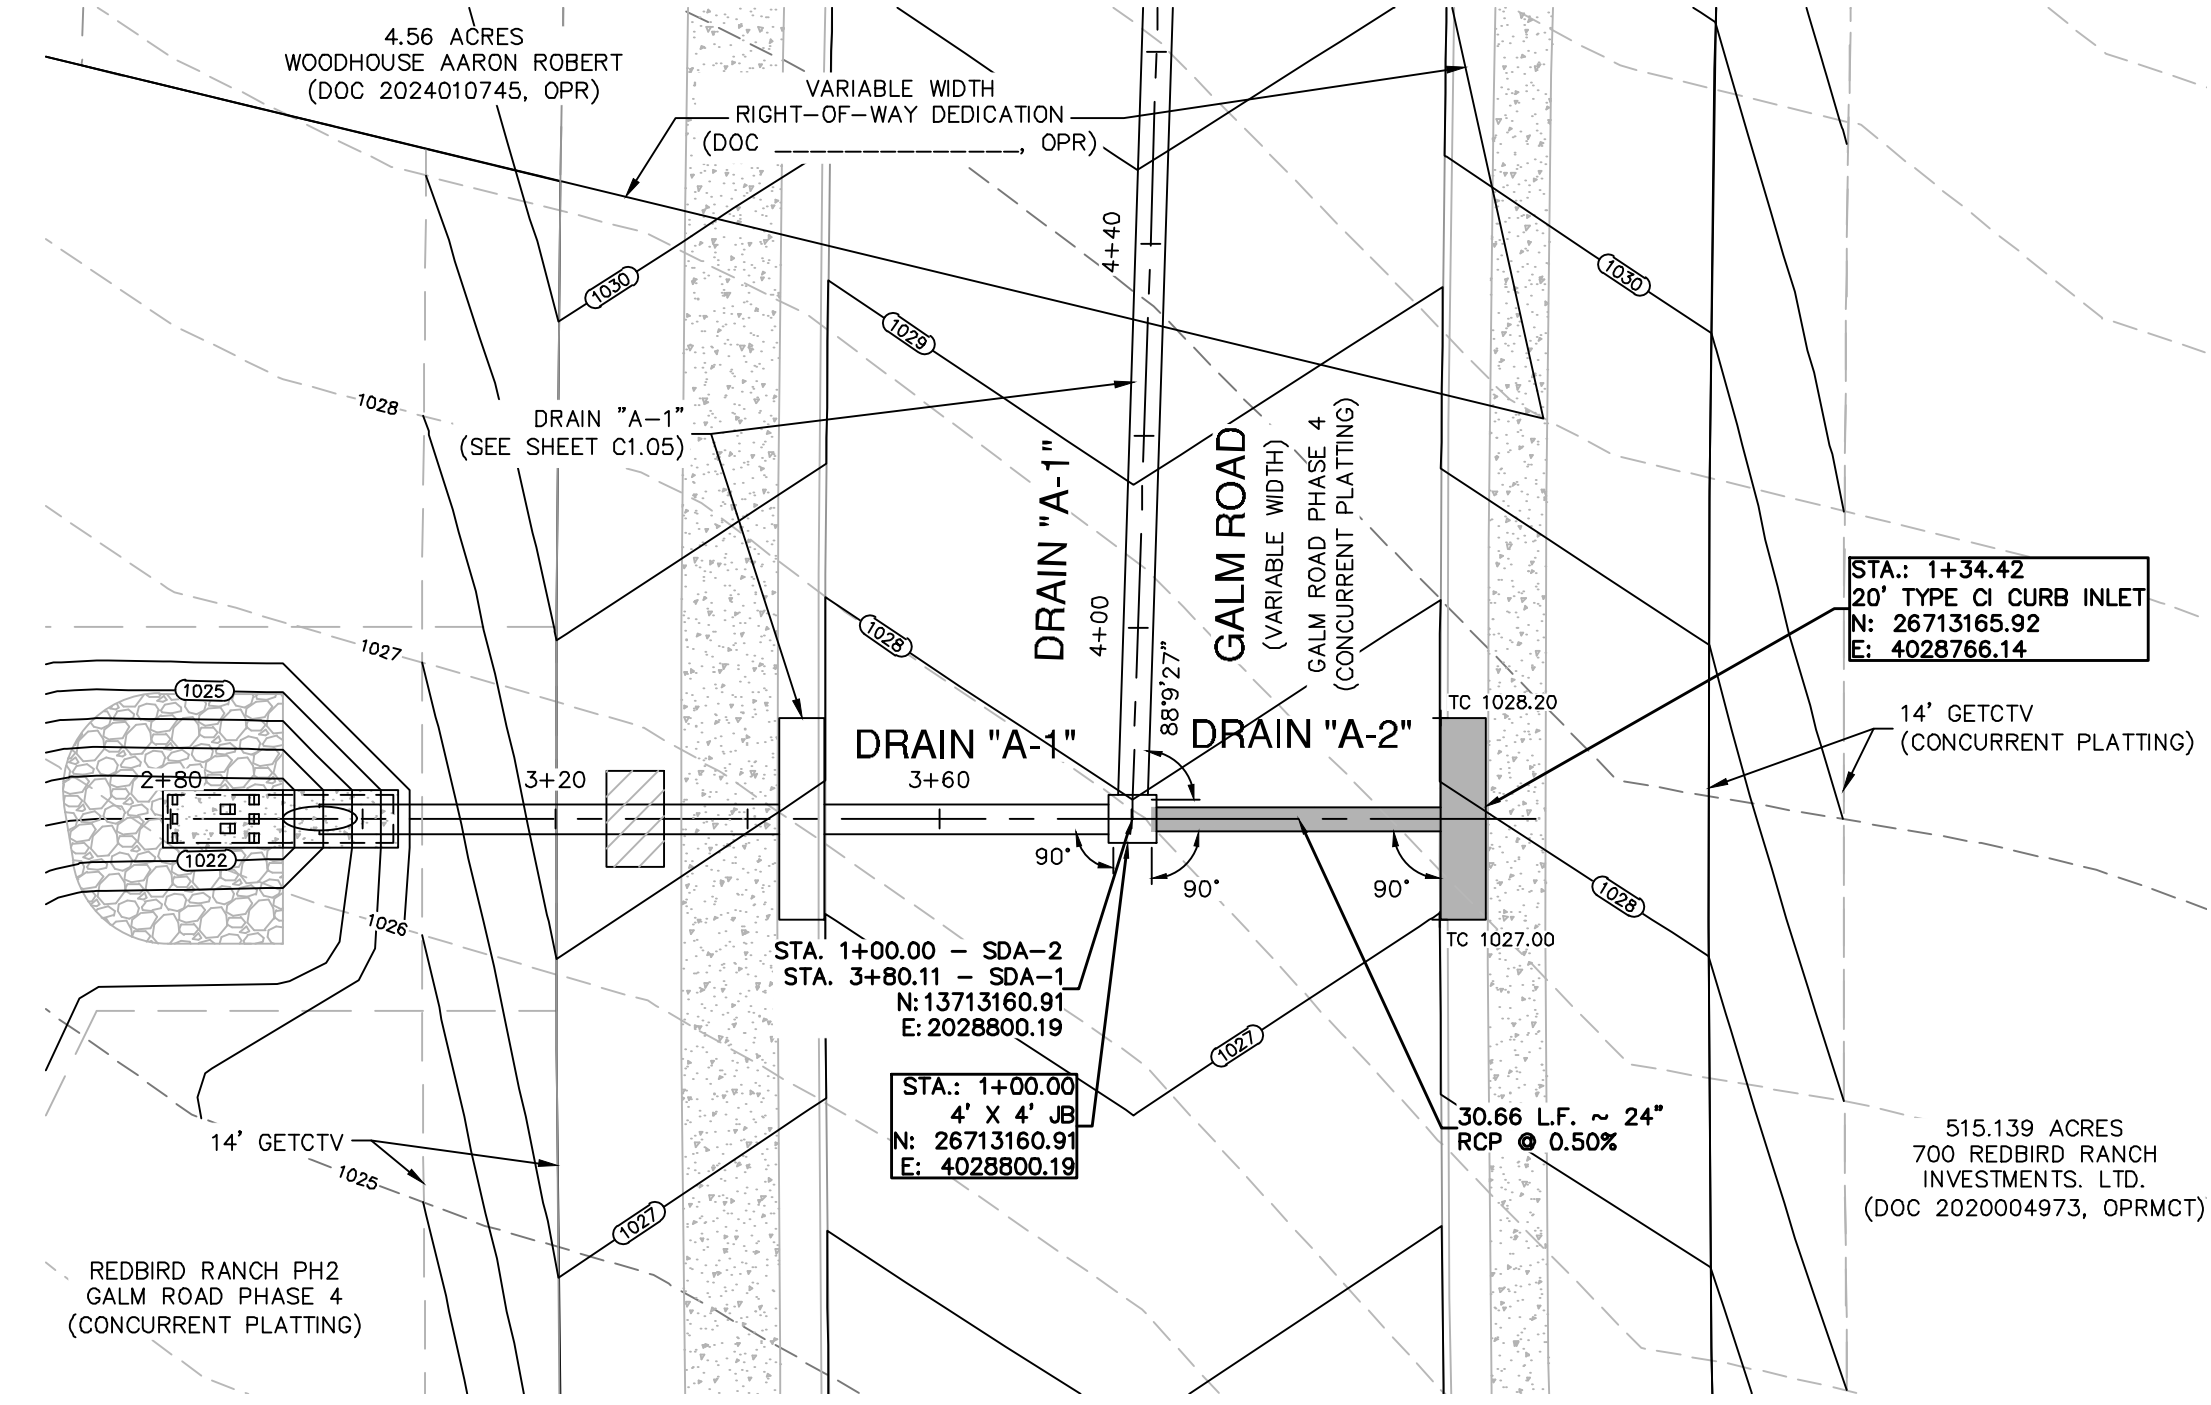 4.56 ACRES
WOODHOUSE AARON ROBERT
(DOC 2024010745, OPR)
VARIABLE WIDTH
RIGHT-OF-WAY DEDICATION
(DOC ______________, OPR)
4+40
1030
1030
1029
1028
DRAIN "A-1"
(SEE SHEET C1.05)
DRAIN "A-1"
4+00
GALM ROAD
(VARIABLE WIDTH)
GALM ROAD PHASE 4
(CONCURRENT PLATTING)
88°9'27"
STA.: 1+34.42
20' TYPE CI CURB INLET
N: 26713165.92
E: 4028766.14
1028
1027
1025
TC 1028.20
14' GETCTV
(CONCURRENT PLATTING)
DRAIN "A-1"
DRAIN "A-2"
2+80
3+20
3+60
1022
90°
90°
90°
1028
1026
TC 1027.00
STA. 1+00.00 - SDA-2
STA. 3+80.11 - SDA-1
N: 13713160.91
E: 2028800.19
1027
STA.: 1+00.00
4' X 4' JB
N: 26713160.91
E: 4028800.19
30.66 L.F. ~ 24"
RCP @ 0.50%
14' GETCTV
1025
1027
515.139 ACRES
700 REDBIRD RANCH
INVESTMENTS. LTD.
(DOC 2020004973, OPRMCT)
REDBIRD RANCH PH2
GALM ROAD PHASE 4
(CONCURRENT PLATTING)